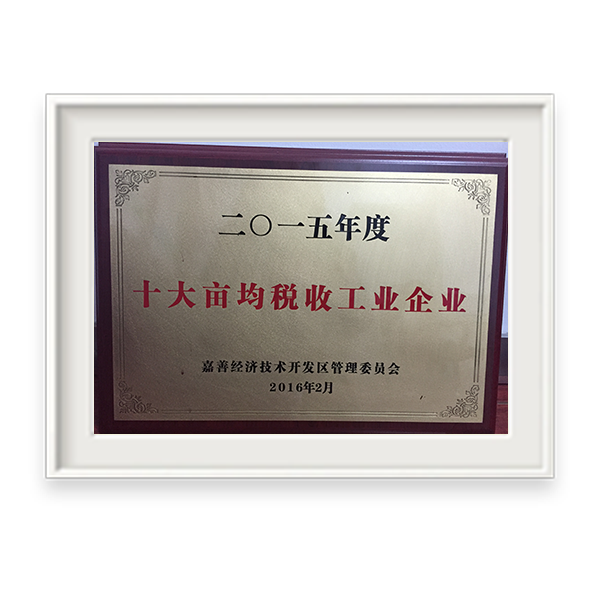 二〇一五年度
十大亩均税收工业企业
嘉善经济技术开发区管理委员会
2016年2月